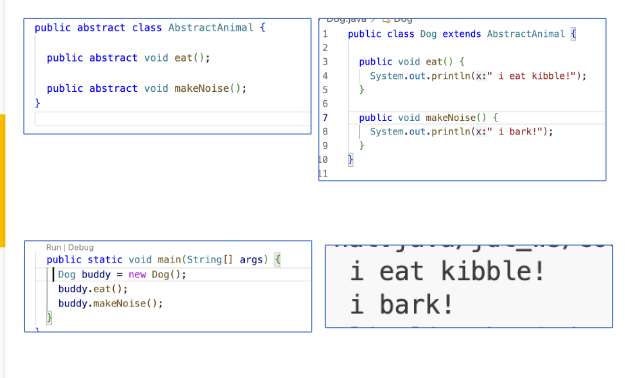 public abstract class AbstractAnimal {
public abstract void eat();
public abstract void makeNoise();
}
Dog.java > Dog
1 public class Dog extends AbstractAnimal {
2
3 public void eat() {
4 System.out.println(x:" i eat kibble!");
5 }
6
7 public void makeNoise() {
8 System.out.println(x:" i bark!");
9 }
10 }
11
Run | Debug
public static void main(String[] args) {
Dog buddy = new Dog();
buddy.eat();
buddy.makeNoise();
}
}
i eat kibble!
i bark!